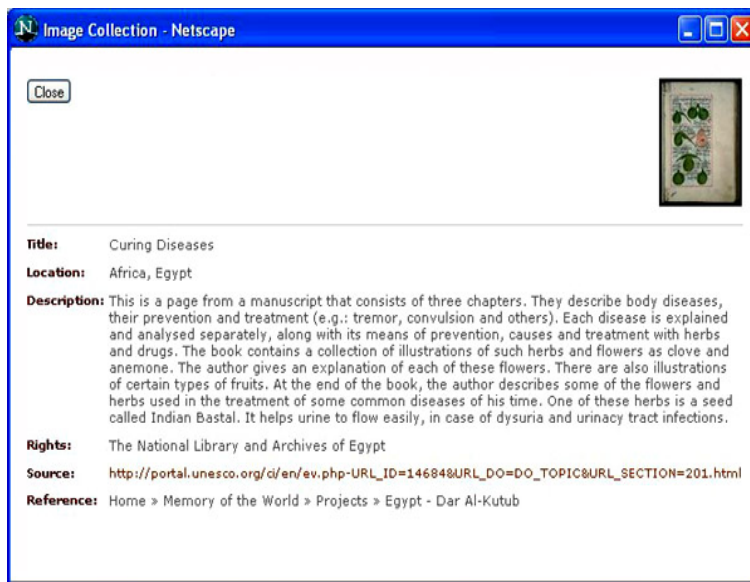 Image Collection - Netscape
Close
Title: Curing Diseases
Location: Africa, Egypt
Description: This is a page from a manuscript that consists of three chapters. They describe body diseases,
their prevention and treatment (e.g.: tremor, convulsion and others). Each disease is explained
and analysed separately, along with its means of prevention, causes and treatment with herbs
and drugs. The book contains a collection of illustrations of such herbs and flowers as clove and
anemone. The author gives an explanation of each of these flowers. There are also illustrations
of certain types of fruits. At the end of the book, the author describes some of the flowers and
herbs used in the treatment of some common diseases of his time. One of these herbs is a seed
called Indian Bastal. It helps urine to flow easily, in case of dysuria and urinacy tract infections.
Rights: The National Library and Archives of Egypt
Source: http://portal.unesco.org/ci/en/ev.php-URL_ID=14684&URL_DO=DO_TOPIC&URL_SECTION=201.html
Reference: Home » Memory of the World » Projects » Egypt - Dar Al-Kutub